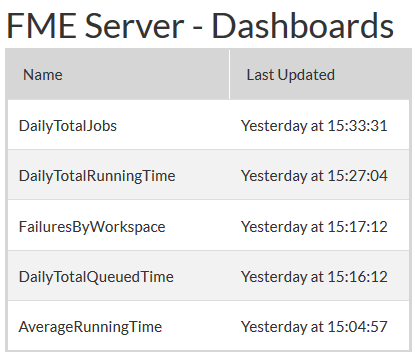 FME Server - Dashboards
Name Last Updated
DailyTotalJobs Yesterday at 15:33:31
DailyTotalRunningTime Yesterday at 15:27:04
FailuresByWorkspace Yesterday at 15:17:12
DailyTotalQueuedTime Yesterday at 15:16:12
AverageRunningTime Yesterday at 15:04:57